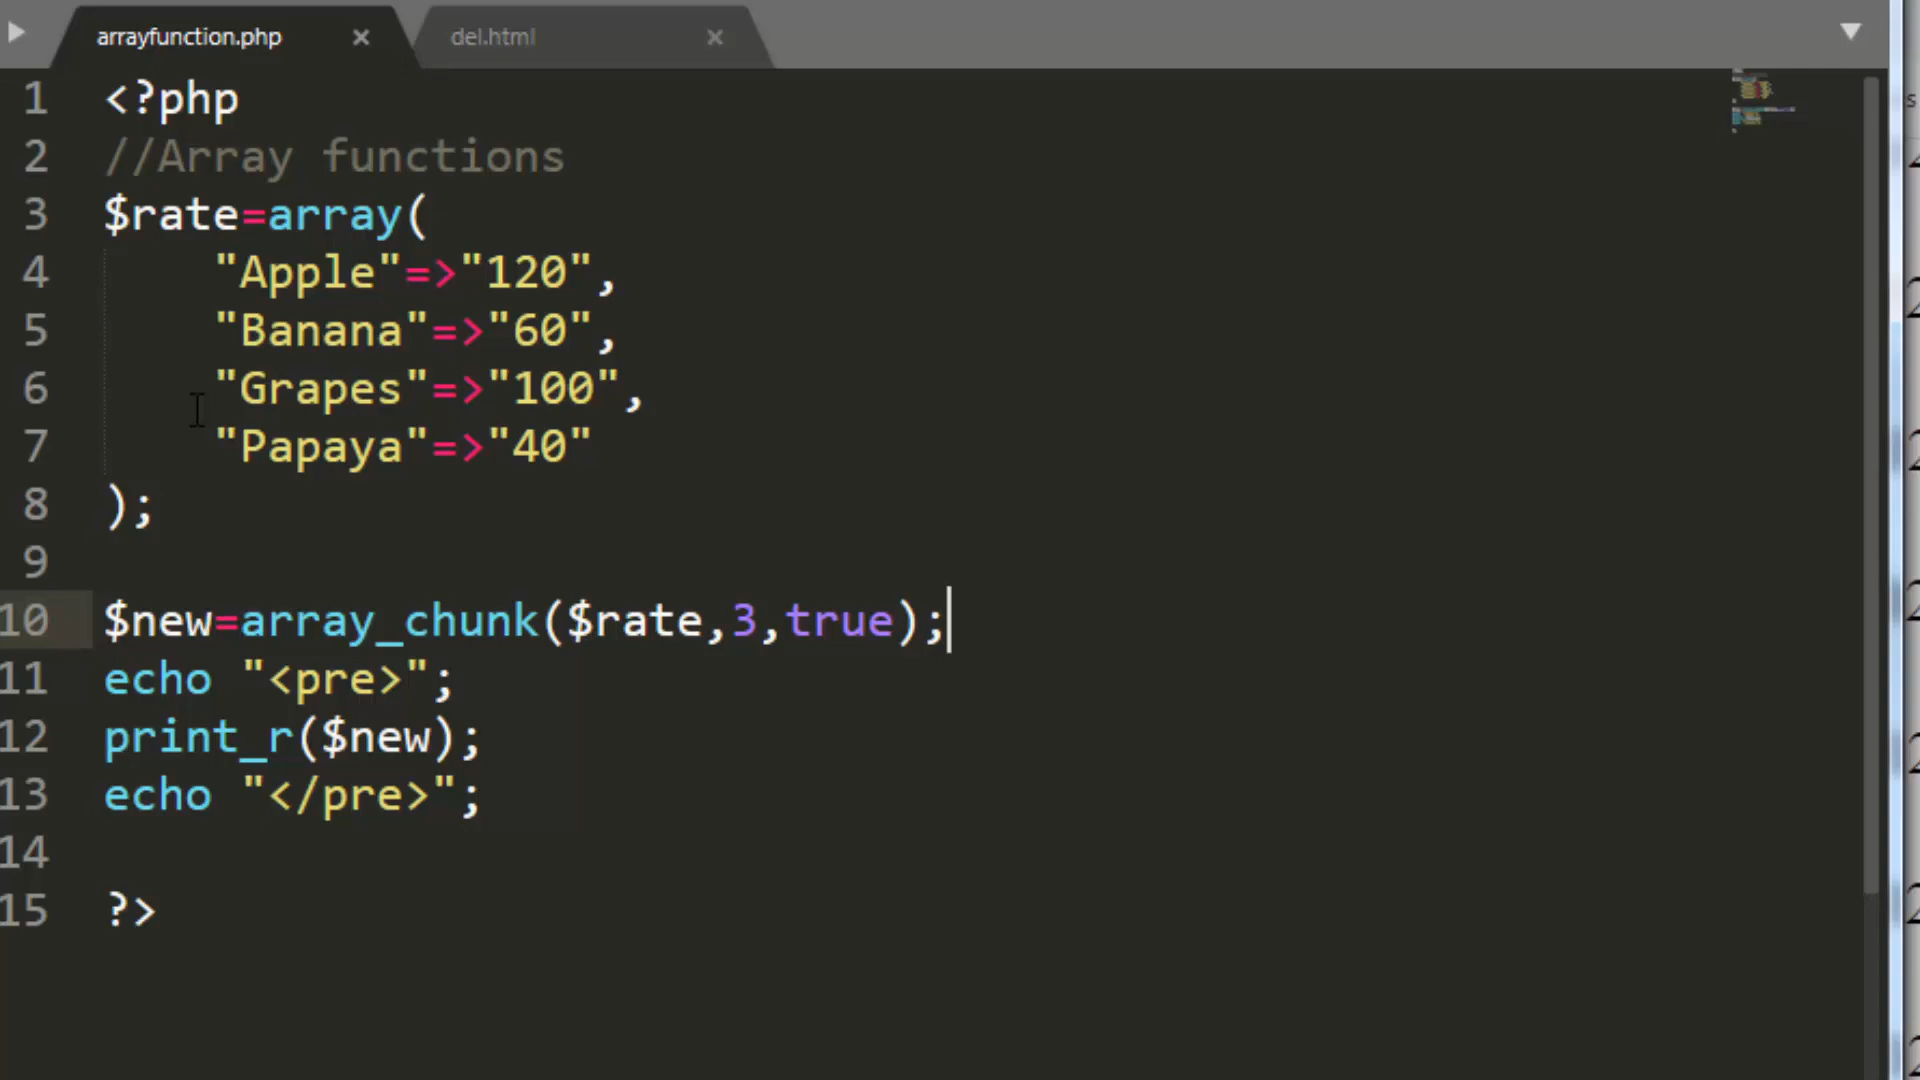 arrayfunction.php × del.html ×
1 <?php
2 //Array functions
3 $rate=array(
4 "Apple"=>"120",
5 "Banana"=>"60",
6 "Grapes"=>"100",
7 "Papaya"=>"40"
8 );
9
10 $new=array_chunk($rate,3,true);
11 echo "<pre>";
12 print_r($new);
13 echo "</pre>";
14
15 ?>